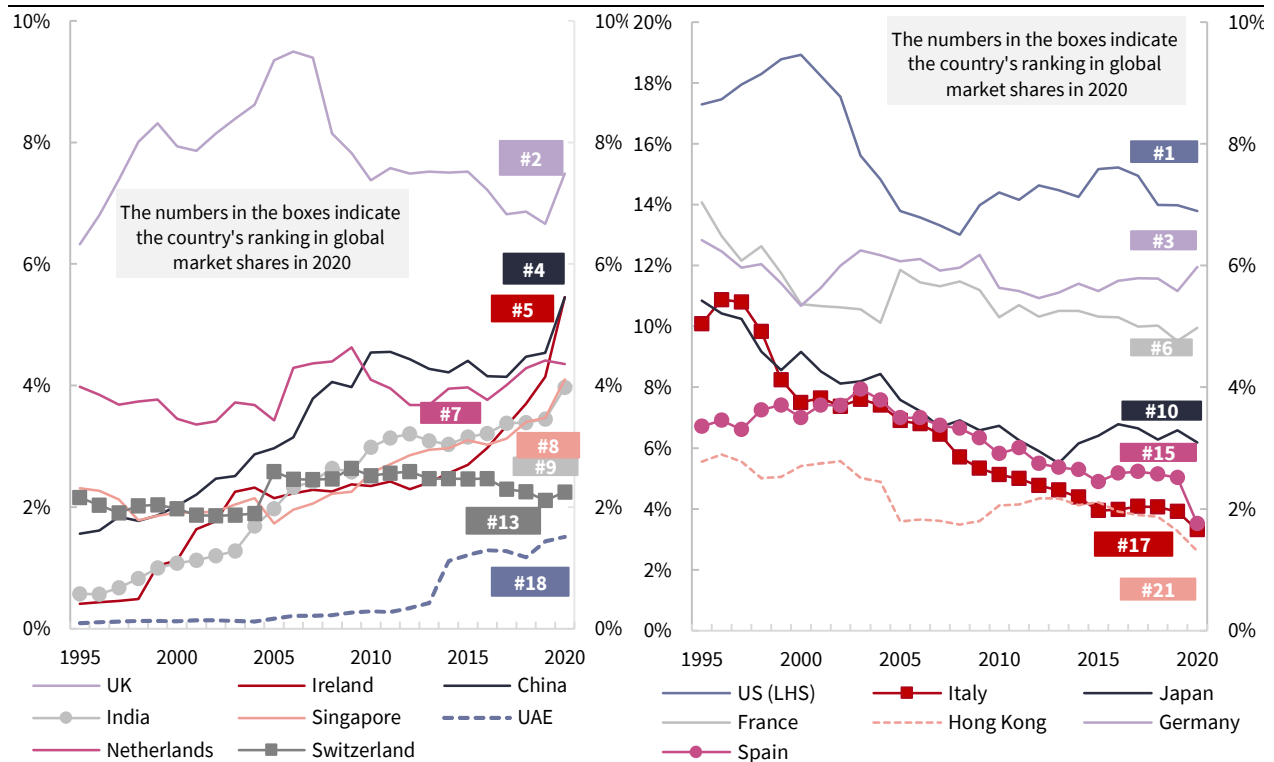 10%
8%
6%
4%
2%
0%
10%
8%
6%
4%
2%
0%
The numbers in the boxes indicate
the country's ranking in global
market shares in 2020
#2
#4
#5
#7
#8
#9
#13
#18
1995
2000
2005
2010
2015
2020
UK
Ireland
China
India
Singapore
UAE
Netherlands
Switzerland
20%
18%
16%
14%
12%
10%
8%
6%
4%
2%
0%
10%
8%
6%
4%
2%
0%
The numbers in the boxes indicate
the country's ranking in global
market shares in 2020
#1
#3
#6
#10
#15
#17
#21
1995
2000
2005
2010
2015
2020
US (LHS)
Italy
Japan
France
Hong Kong
Germany
Spain